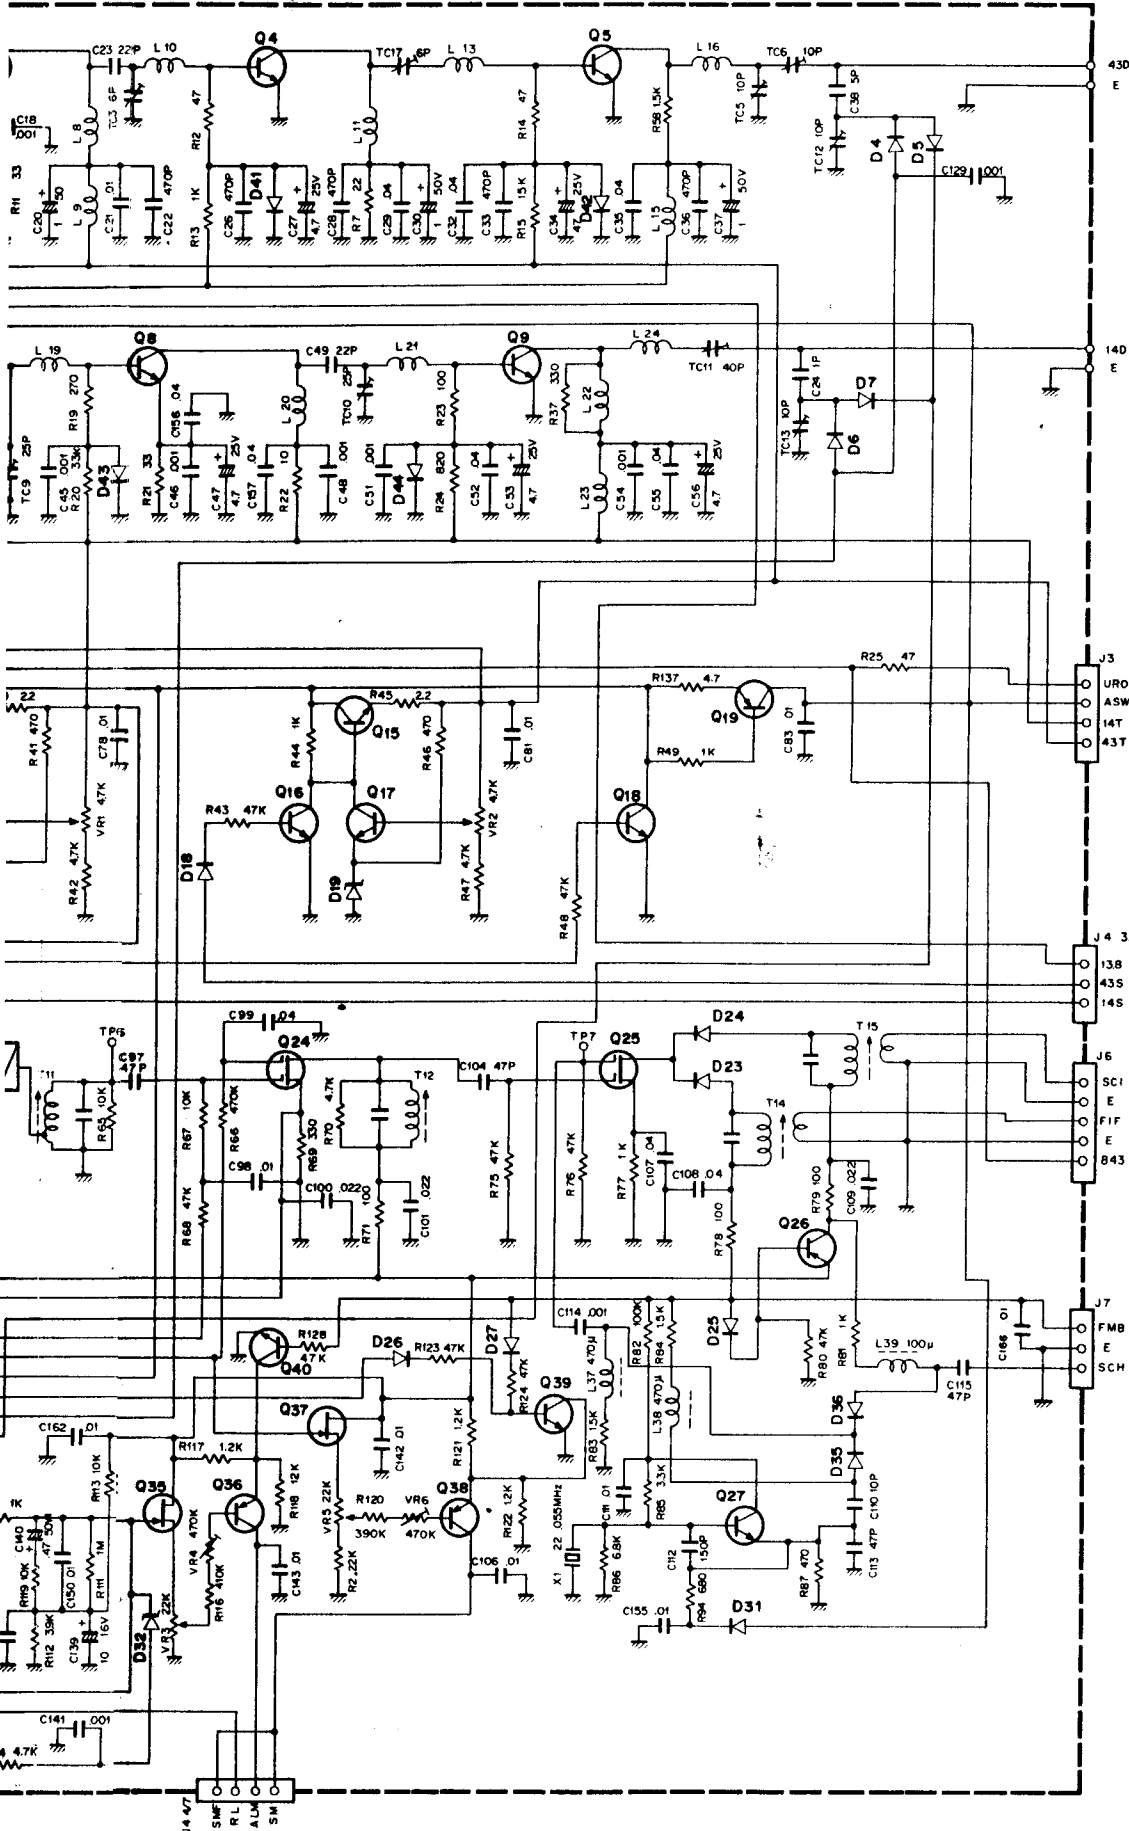 C23 22P
L 10
Q4
TC17 6P
L 13
Q5
L 16
TC6 10P
43D
E
TC3 6P
C18
.001
L 8
47
R12
L 11
47
R14
R58 1.5K
TC5 10P
C38 5P
TC12 10P
D4
D5
C129 .001
33
R11
C20
50
1
L 9
C21 .01
470P
C22
1K
R13
470P
C26
D41
25V
C27
4.7
470P
C28
22
R17
.04
C29
50V
C30
1
.04
C32
470P
C33
15K
R15
25V
C34
47
D42
.04
C35
L 15
470P
C36
50V
C37
1
L 19
Q8
C49 22P
L 21
Q9
L 24
TC11 40P
14D
E
270
R19
C156 .04
L 20
25P
TC10
100
R23
330
R37
L 22
C24 1P
D7
TC13 10P
D6
25P
TC9
C45 .001
R20 33K
D43
33
R21
.001
C46
25V
C47
4.7
.04
C157
10
R22
.001
C48
.001
C51
D44
820
R24
.04
C52
25V
C53
4.7
L23
.001
C54
.04
C55
25V
C56
4.7
R25 47
J3
URO
ASW
14T
43T
22
R41 470
C78 .01
R44 1K
R45 2.2
Q15
R46 470
C81 .01
R137 4.7
Q19
C83 .01
R49 1K
VR1 4.7K
R42 4.7K
R43 47K
Q16
Q17
VR2 4.7K
R47 4.7K
D18
D19
Q18
R48 47K
J4 3
138
43S
14S
TP6
T11
C97
47P
R65 10K
C99 .04
Q24
R67 10K
R66 470K
R69 330
R70 4.7K
T12
C104 47P
TP7
Q25
D24
D23
T15
T14
J6
SC1
E
F1F
E
843
R68 47K
C98 .01
C100 .022
R71 100
C101 .022
R75 47K
R76 47K
R77 1K
C107 .04
C108 .04
R78 100
R79 100
C109 .022
Q26
Q40
R128
47K
D26
R123 47K
D27
R124 47K
C114 .001
L37 470μ
R82 100K
R84 1.5K
D25
R80 47K
R81 1K
L39 100μ
C115
47P
C166 .01
J7
FMB
E
SCH
Q37
C142 .01
R121 1.2K
Q39
R83 1.5K
L38 470μ
D36
D35
C162 .01
R113 10K
R117 1.2K
Q35
Q36
R118 12K
VR5 22K
R120
390K
VR6
470K
Q38
R122 12K
C111 .01
R85 3.3K
Q27
C110 10P
C113 47P
1K
C140
.47 50V
R119 10K
C150 .01
R111 1M
VR4 470K
R116 410K
C143 .01
C106 .01
X1 22 .055MHz
R86 6.8K
C112
150P
R94 680
R87 470
R112 39K
C139
10 16V
D32
VR3 22K
C155 .01
D31
C141 .001
4.7K
SMF
RL
ALM
SM